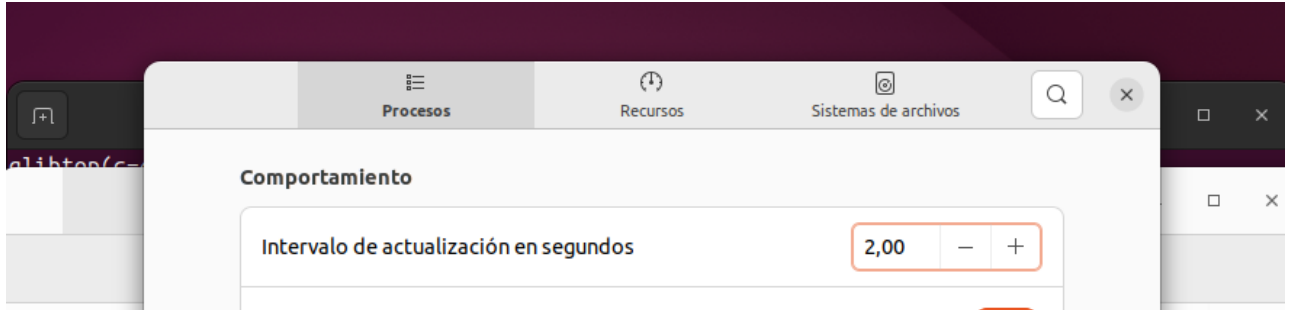 Procesos
Recursos
Sistemas de archivos
Comportamiento
Intervalo de actualización en segundos
2,00